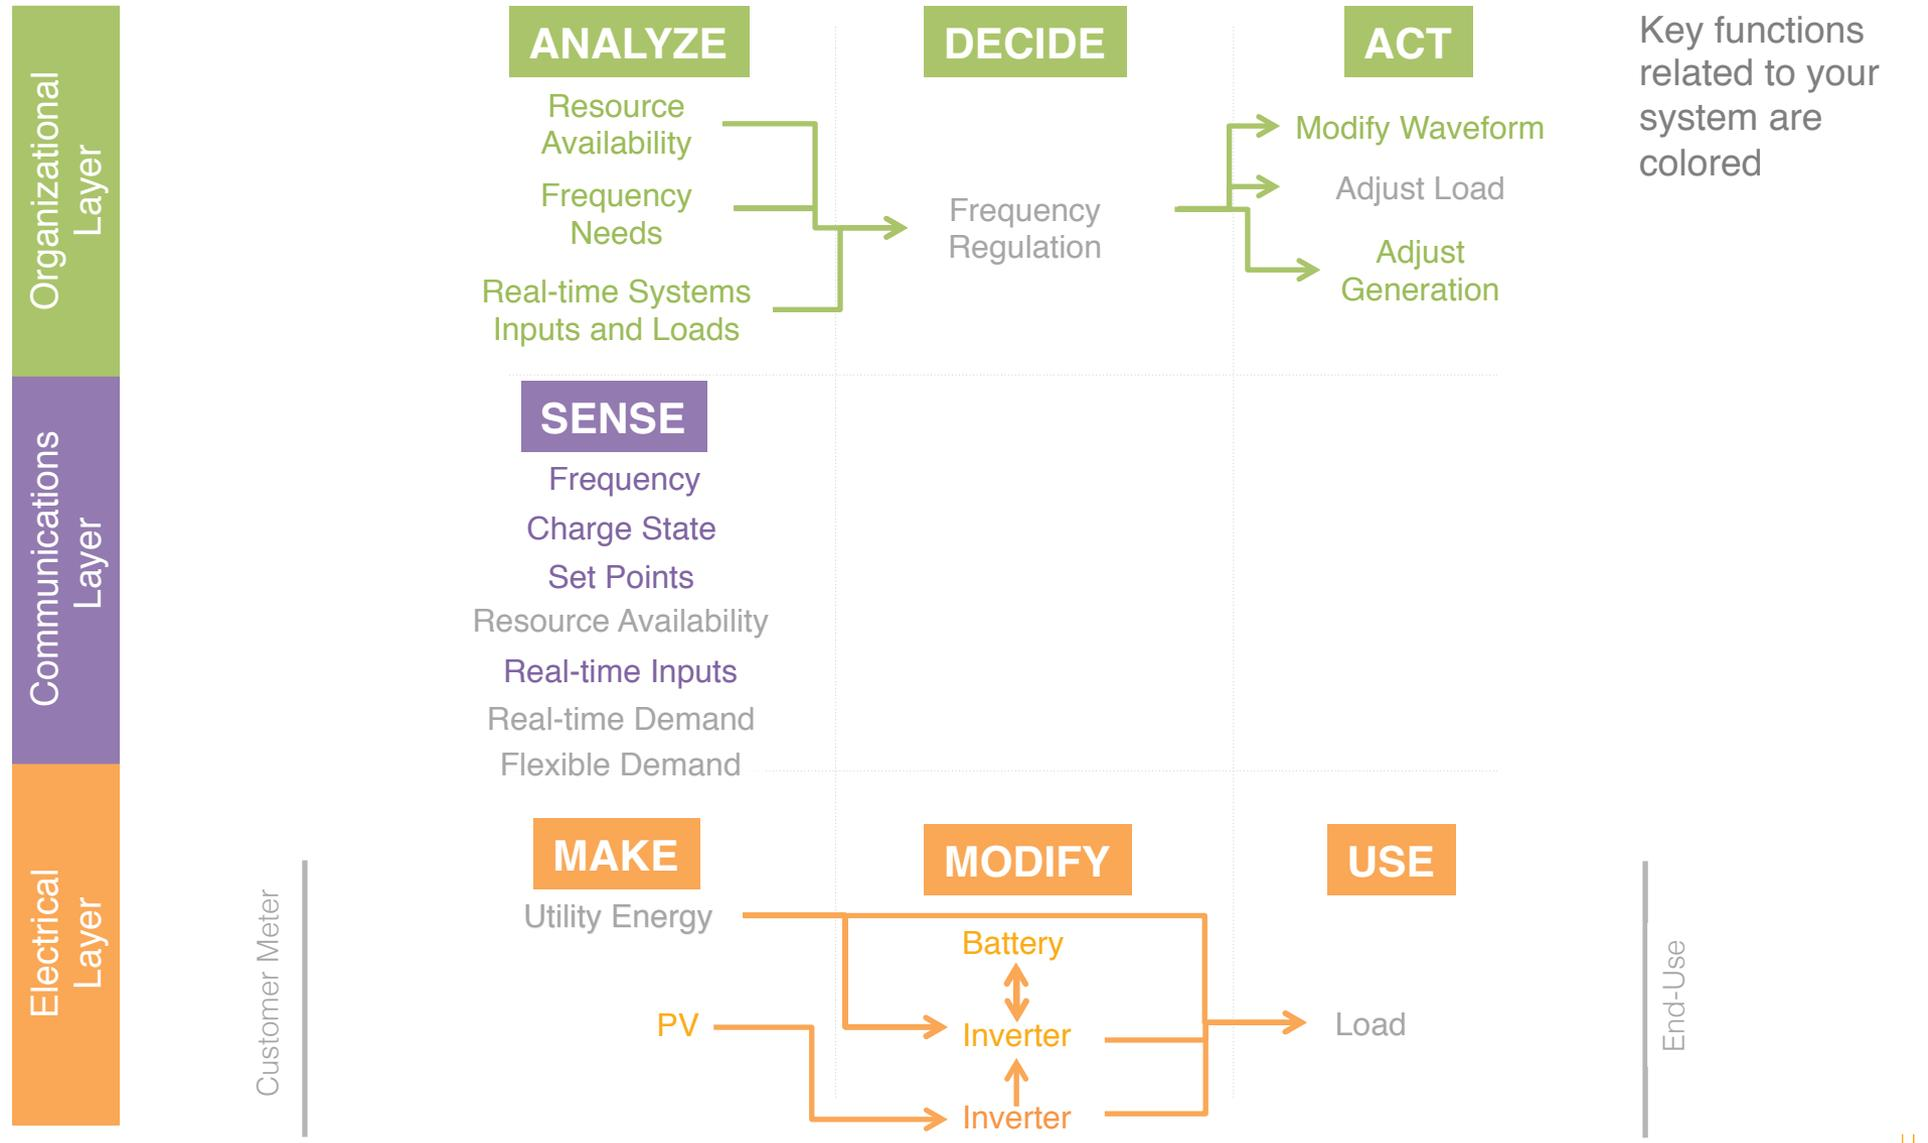 Organizational
Layer
ANALYZE
DECIDE
ACT
Key functions
related to your
system are
colored
Resource
Availability
Frequency
Needs
Real-time Systems
Inputs and Loads
Frequency
Regulation
Modify Waveform
Adjust Load
Adjust
Generation
Communications
Layer
SENSE
Frequency
Charge State
Set Points
Resource Availability
Real-time Inputs
Real-time Demand
Flexible Demand
Electrical
Layer
Customer Meter
MAKE
MODIFY
USE
Utility Energy
Battery
PV
Inverter
Load
Inverter
End-Use